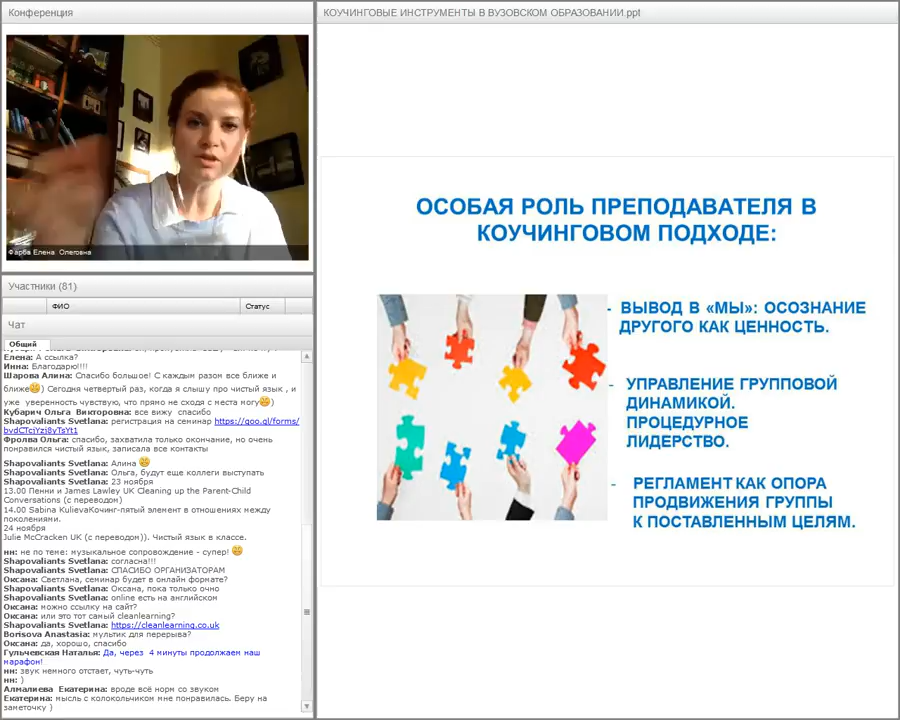 Конференция
КОУЧИНГОВЫЕ ИНСТРУМЕНТЫ В ВУЗОВСКОМ ОБРАЗОВАНИИ.ppt
Фарба Елена Олеговна
Участники (81)
ФИО
Статус
Чат
Общий
Елена: А ссылка?
Инна: Благодарю!!!!
Шарова Алина: Спасибо большое! С каждым разом все ближе и
ближе) Сегодня четвертый раз, когда я слышу про чистый язык , и
уже уверенность чувствую, что прямо не сходя с места могу)
Кубарич Ольга Викторовна: все вижу спасибо
Shapovaliants Svetlana: регистрация на семинар https://goo.gl/forms/
bvdCTcjYzj8yTsYt1
Фролва Ольга: спасибо, захватила только окончание, но очень
понравился чистый язык, записала все контакты
Shapovaliants Svetlana: Алина
Shapovaliants Svetlana: Ольга, будут еще коллеги выступать
Shapovaliants Svetlana: 23 ноября
13.00 Пенни и James Lawley UK Cleaning up the Parent-Child
Conversations (с переводом)
14.00 Sabina KulievaКочинг-пятый элемент в отношениях между
поколениями.
24 ноября
Julie McCracken UK (с переводом)). Чистый язык в классе.
нн: не по теме: музыкальное сопровождение - супер!
Shapovaliants Svetlana: согласна!!!
Shapovaliants Svetlana: СПАСИБО ОРГАНИЗАТОРАМ
Оксана: Светлана, семинар будет в онлайн формате?
Shapovaliants Svetlana: Оксана, пока только очно
Shapovaliants Svetlana: online есть на английском
Оксана: можно ссылку на сайт?
Оксана: или это тот самый cleanlearning?
Shapovaliants Svetlana: https://cleanlearning.co.uk
Borisova Anastasia: мультик для перерыва?
Оксана: да, хорошо, спасибо
Гульчевская Наталья: Да, через 4 минуты продолжаем наш
марафон!
нн: звук немного отстает, чуть-чуть
нн: )
Алмалиева Екатерина: вроде всё норм со звуком
Екатерина: мысль с колокольчиком мне понравилась. Беру на
заметочку )
ОСОБАЯ РОЛЬ ПРЕПОДАВАТЕЛЯ В
КОУЧИНГОВОМ ПОДХОДЕ:
- ВЫВОД В «МЫ»: ОСОЗНАНИЕ
ДРУГОГО КАК ЦЕННОСТЬ.
- УПРАВЛЕНИЕ ГРУППОВОЙ
ДИНАМИКОЙ.
ПРОЦЕДУРНОЕ
ЛИДЕРСТВО.
- РЕГЛАМЕНТ КАК ОПОРА
ПРОДВИЖЕНИЯ ГРУППЫ
К ПОСТАВЛЕННЫМ ЦЕЛЯМ.